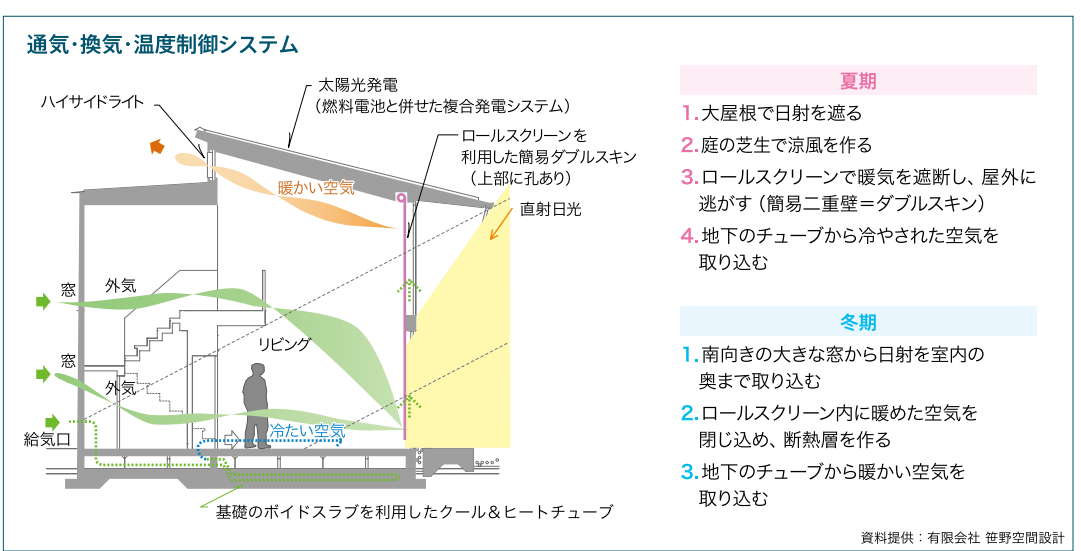 通気・換気・温度制御システム
太陽光発電
（燃料電池と併せた複合発電システム）
ハイサイドライト
ロールスクリーンを
利用した簡易ダブルスキン
（上部に孔あり）
暖かい空気
直射日光
窓
外気
リビング
窓
外気
冷たい空気
給気口
基礎のボイドスラブを利用したクール＆ヒートチューブ
夏期
1.大屋根で日射を遮る
2.庭の芝生で涼風を作る
3.ロールスクリーンで暖気を遮断し、屋外に
逃がす（簡易二重壁＝ダブルスキン）
4.地下のチューブから冷やされた空気を
取り込む
冬期
1.南向きの大きな窓から日射を室内の
奥まで取り込む
2.ロールスクリーン内に暖めた空気を
閉じ込め、断熱層を作る
3.地下のチューブから暖かい空気を
取り込む
資料提供：有限会社 笹野空間設計